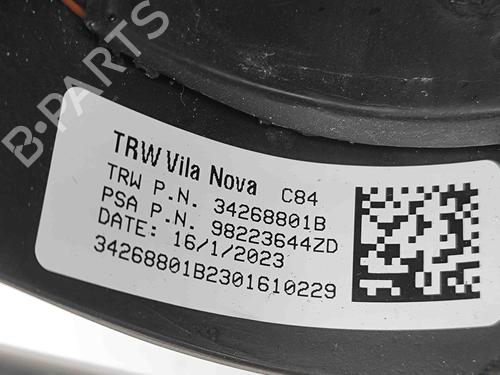 B-PARTS
TRW Vila Nova C84
TRW P.N. 34268801B
PSA P.N. 98223644ZD
DATE: 16/1/2023
34268801B2301610229